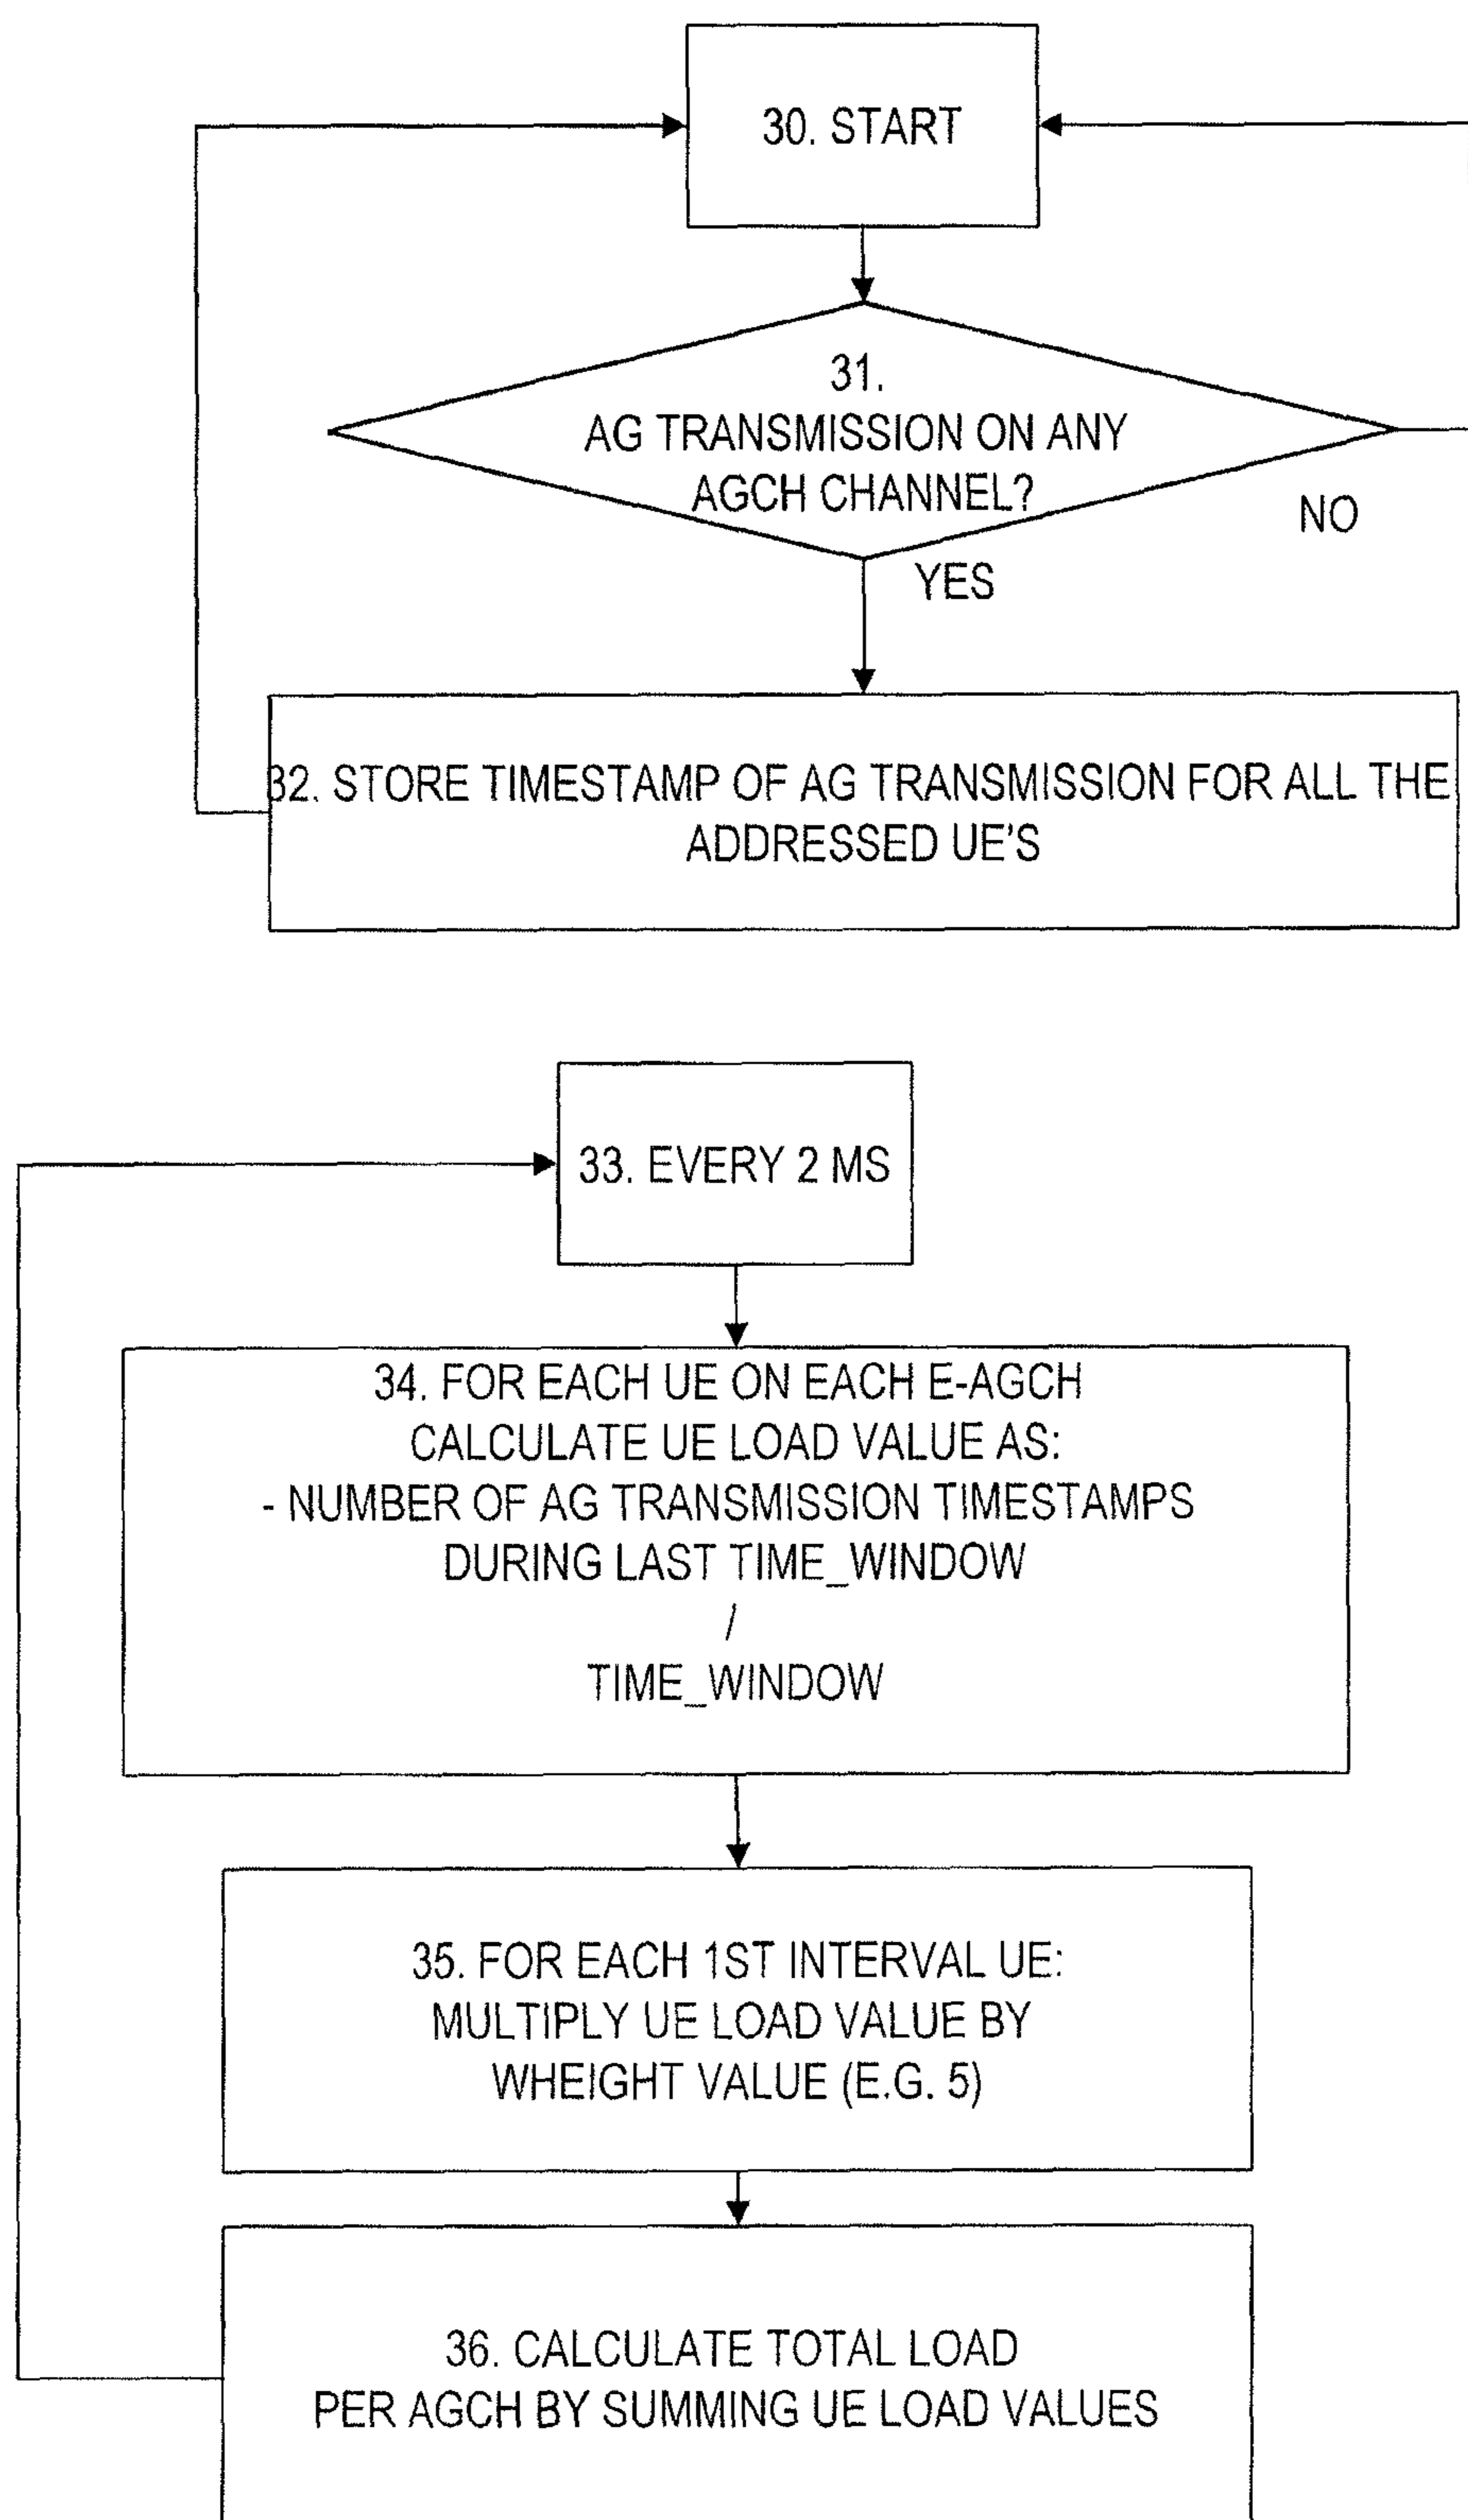 30. START
31.
AG TRANSMISSION ON ANY
AGCH CHANNEL?
NO
YES
32. STORE TIMESTAMP OF AG TRANSMISSION FOR ALL THE
ADDRESSED UE'S
33. EVERY 2 MS
34. FOR EACH UE ON EACH E-AGCH
CALCULATE UE LOAD VALUE AS:
- NUMBER OF AG TRANSMISSION TIMESTAMPS
DURING LAST TIME_WINDOW
/
TIME_WINDOW
35. FOR EACH 1ST INTERVAL UE:
MULTIPLY UE LOAD VALUE BY
WHEIGHT VALUE (E.G. 5)
36. CALCULATE TOTAL LOAD
PER AGCH BY SUMMING UE LOAD VALUES